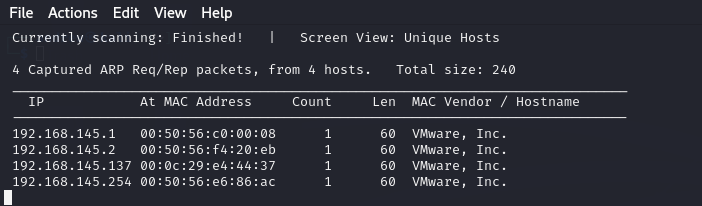 File Actions Edit View Help
Currently scanning: Finished! | Screen View: Unique Hosts
4 Captured ARP Req/Rep packets, from 4 hosts. Total size: 240
IP At MAC Address Count Len MAC Vendor / Hostname
192.168.145.1 00:50:56:c0:00:08 1 60 VMware, Inc.
192.168.145.2 00:50:56:f4:20:eb 1 60 VMware, Inc.
192.168.145.137 00:0c:29:e4:44:37 1 60 VMware, Inc.
192.168.145.254 00:50:56:e6:86:ac 1 60 VMware, Inc.